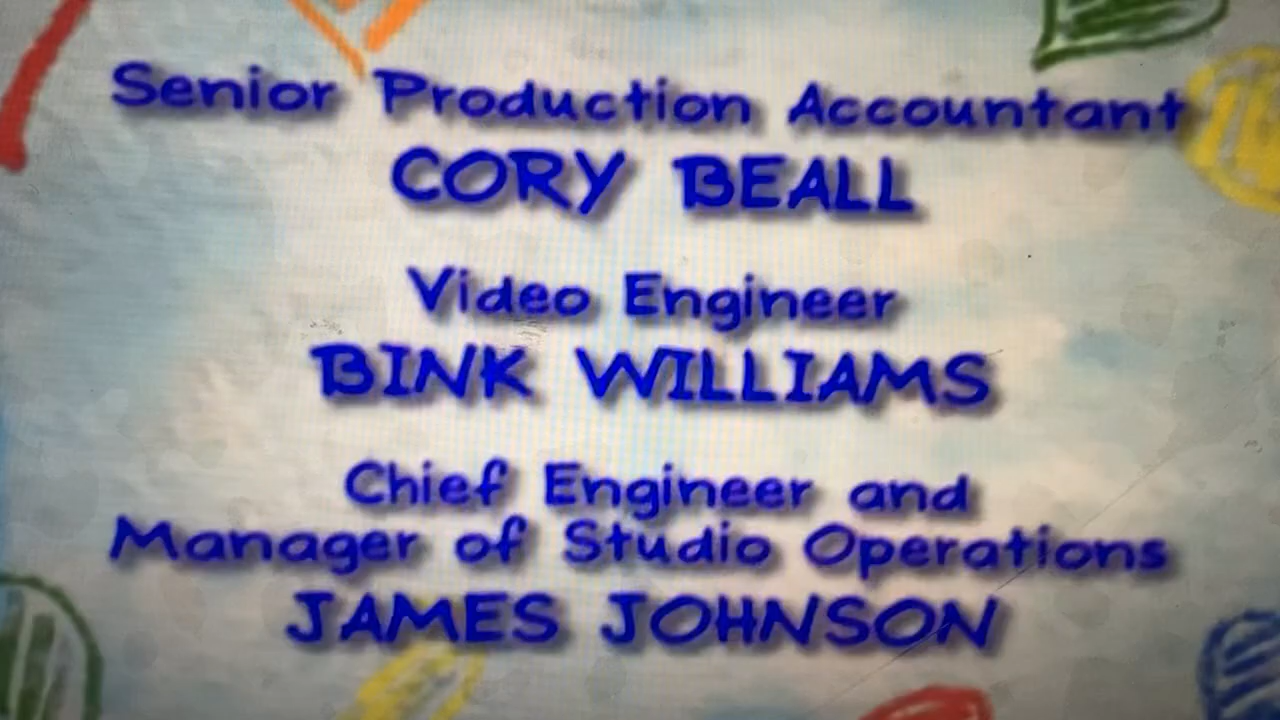 Senior Production Accountant
CORY BEALL
Video Engineer
BINK WILLIAMS
Chief Engineer and
Manager of Studio Operations
JAMES JOHNSON